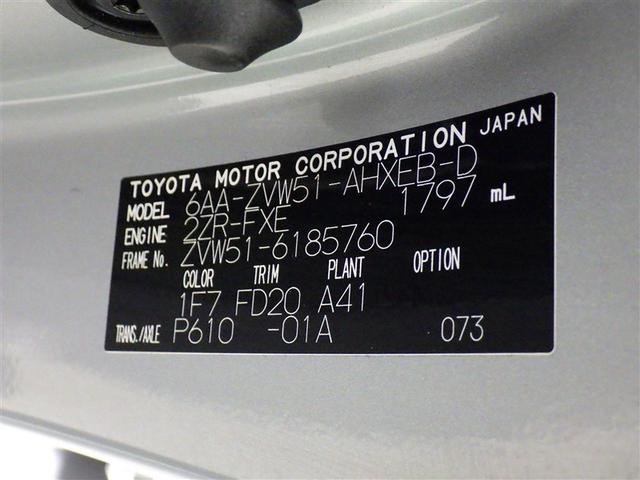 TOYOTA MOTOR CORPORATION JAPAN
MODEL 6AA-ZVW51-AHXEB-D
ENGINE 2ZR-FXE 1797 mL
FRAME No. ZVW51-6185760
COLOR TRIM PLANT OPTION
1F7 FD20 A41
TRANS./AXLE P610 -01A 073